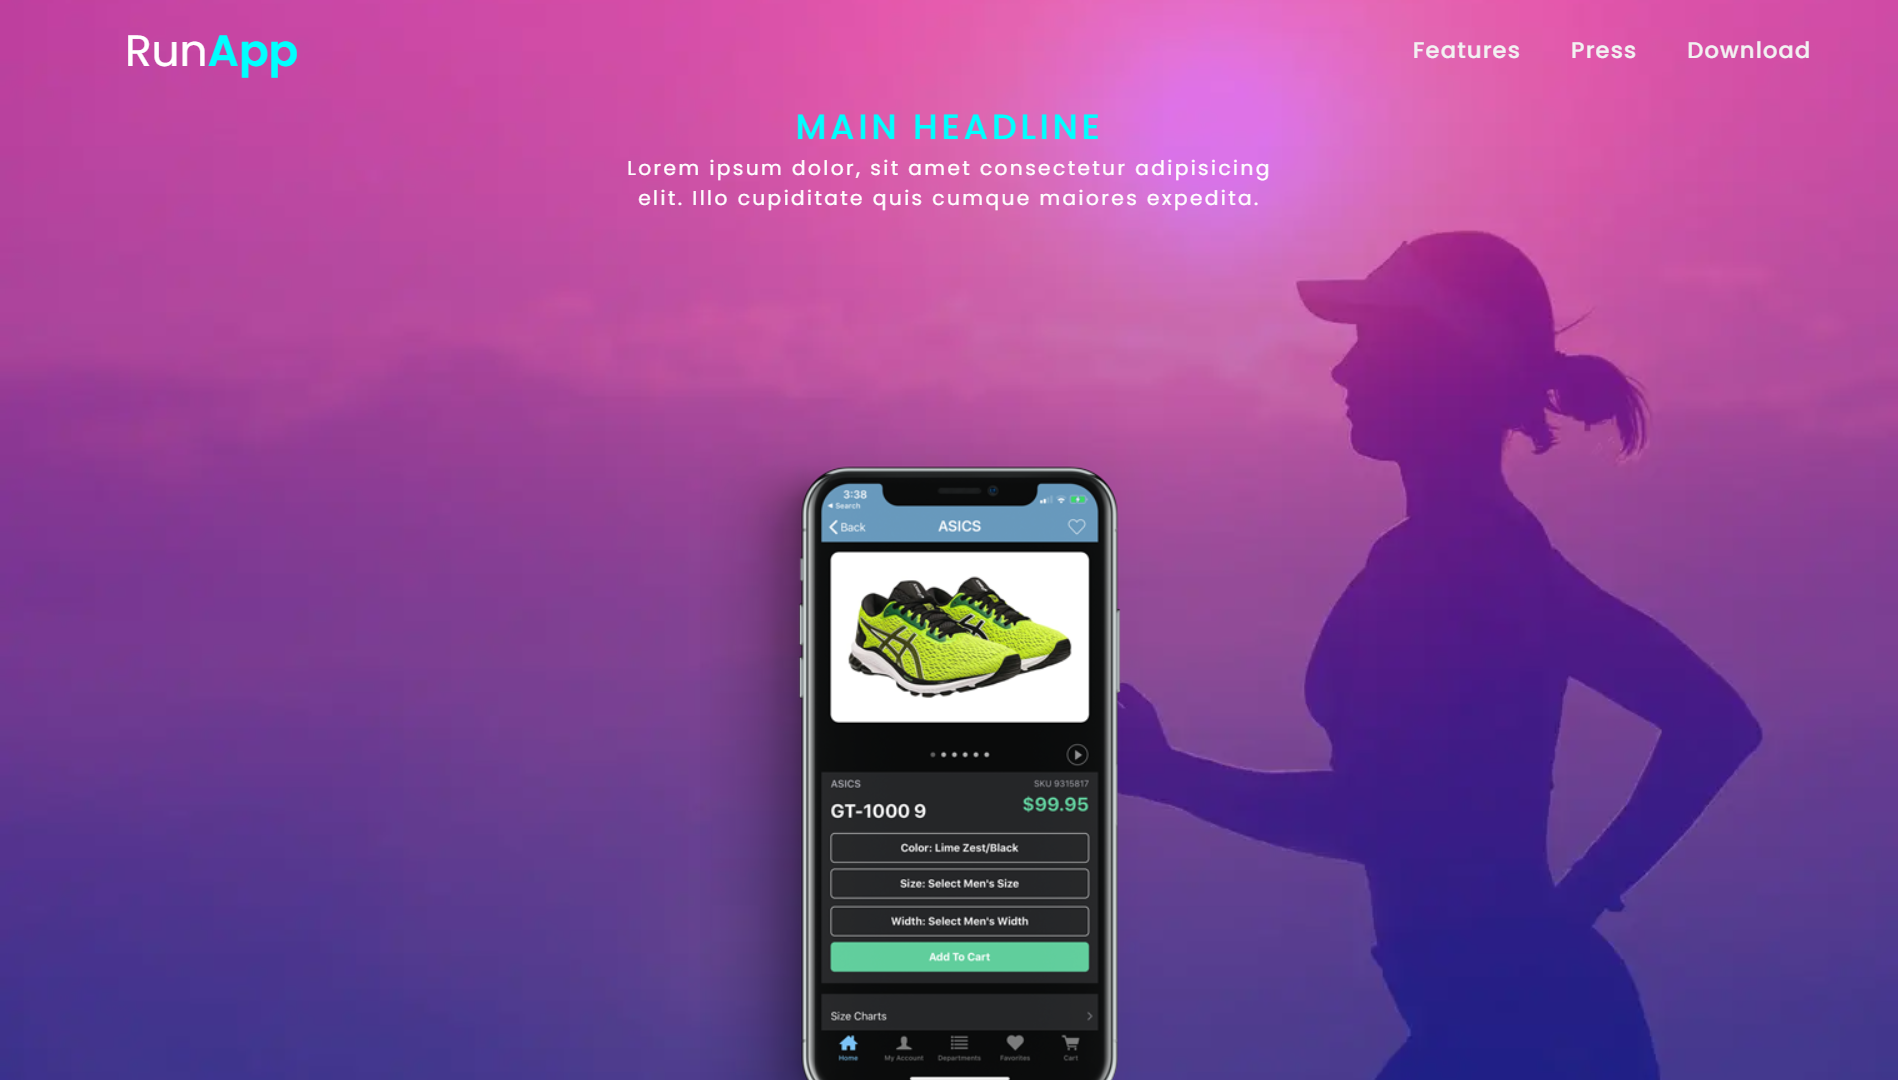 RunApp
Features Press Download
MAIN HEADLINE
Lorem ipsum dolor, sit amet consectetur adipisicing
elit. Illo cupiditate quis cumque maiores expedita.
3:38
Search
Back ASICS
ASICS SKU 9315817
GT-1000 9 $99.95
Color: Lime Zest/Black
Size: Select Men's Size
Width: Select Men's Width
Add To Cart
Size Charts
Home My Account Departments Favorites Cart